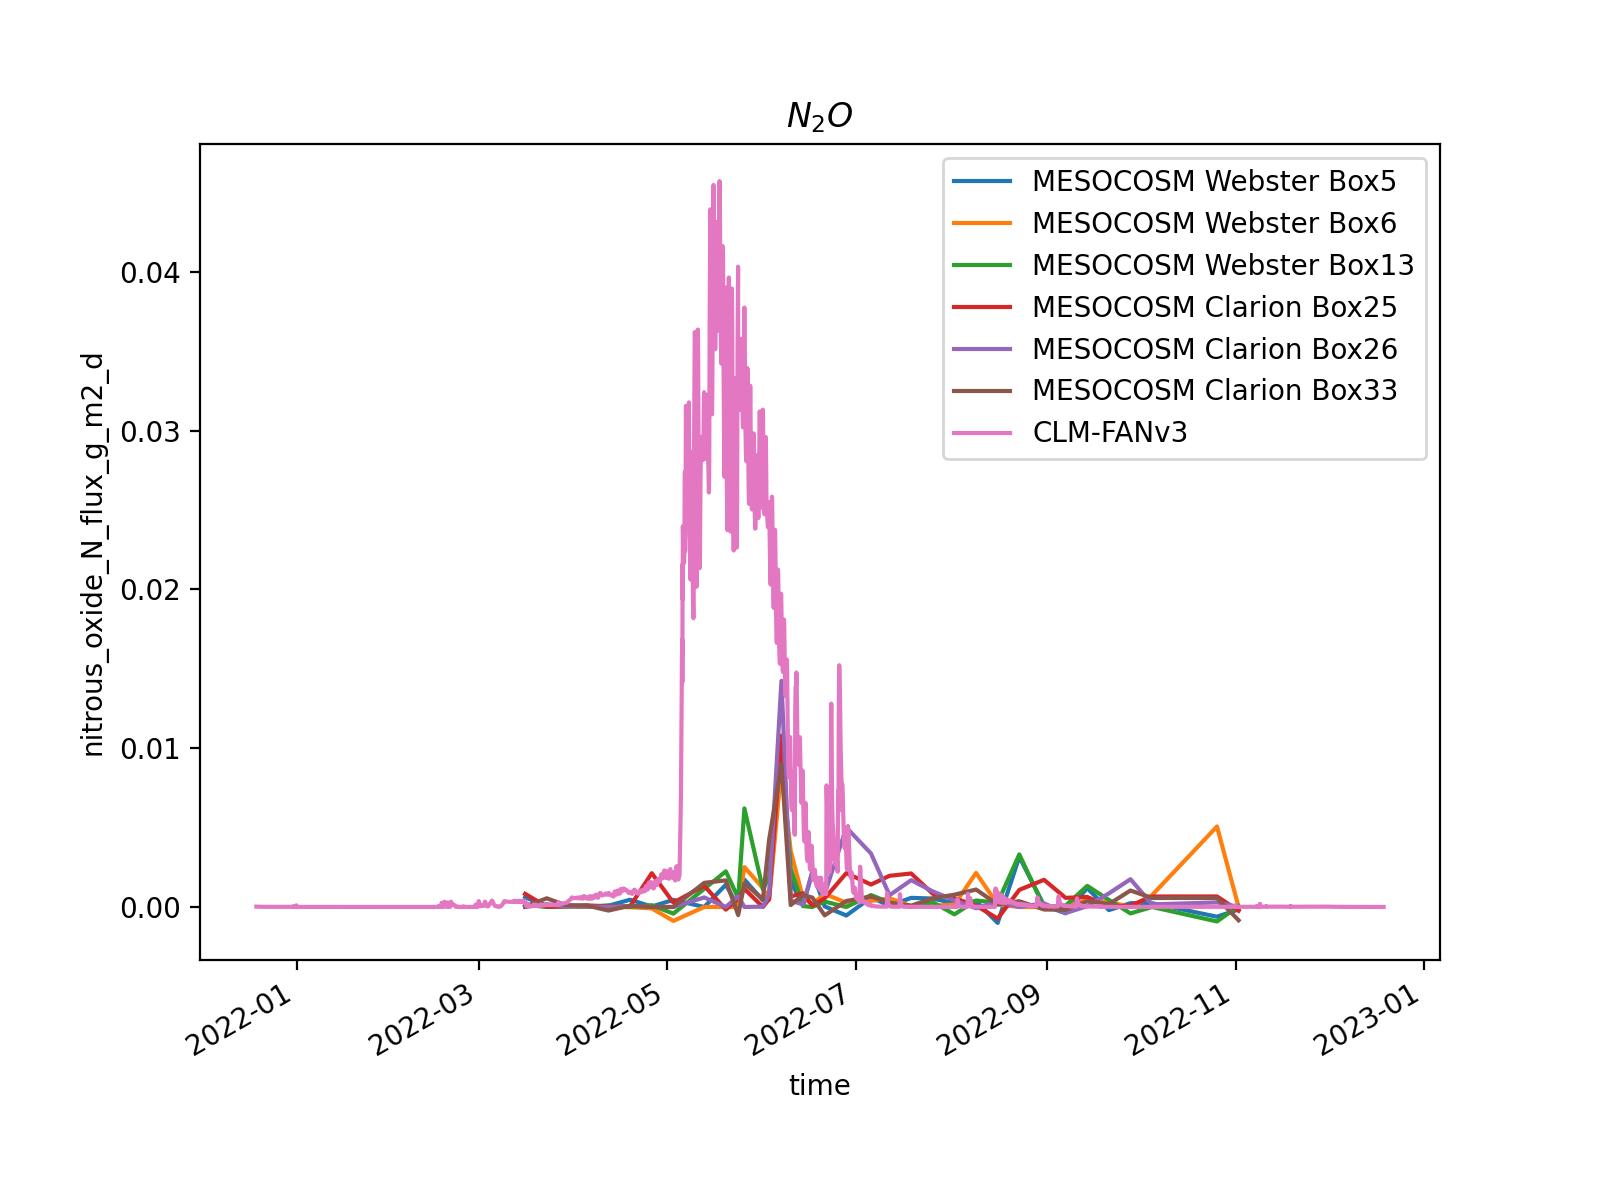 N₂O
nitrous_oxide_N_flux_g_m2_d
0.04
0.03
0.02
0.01
0.00
MESOCOSM Webster Box5
MESOCOSM Webster Box6
MESOCOSM Webster Box13
MESOCOSM Clarion Box25
MESOCOSM Clarion Box26
MESOCOSM Clarion Box33
CLM-FANv3
2022-01
2022-03
2022-05
2022-07
2022-09
2022-11
2023-01
time